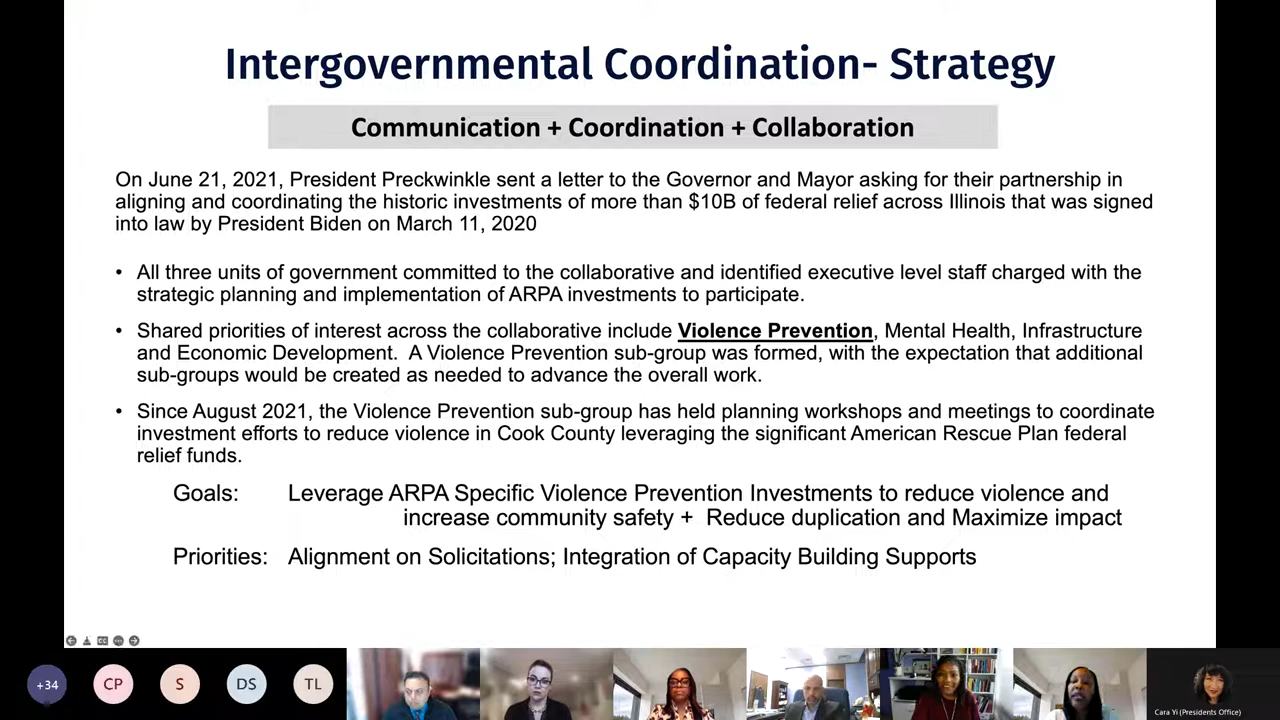 Intergovernmental Coordination- Strategy
Communication + Coordination + Collaboration
On June 21, 2021, President Preckwinkle sent a letter to the Governor and Mayor asking for their partnership in
aligning and coordinating the historic investments of more than $10B of federal relief across Illinois that was signed
into law by President Biden on March 11, 2020
• All three units of government committed to the collaborative and identified executive level staff charged with the
strategic planning and implementation of ARPA investments to participate.
• Shared priorities of interest across the collaborative include Violence Prevention, Mental Health, Infrastructure
and Economic Development. A Violence Prevention sub-group was formed, with the expectation that additional
sub-groups would be created as needed to advance the overall work.
• Since August 2021, the Violence Prevention sub-group has held planning workshops and meetings to coordinate
investment efforts to reduce violence in Cook County leveraging the significant American Rescue Plan federal
relief funds.
Goals: Leverage ARPA Specific Violence Prevention Investments to reduce violence and
increase community safety + Reduce duplication and Maximize impact
Priorities: Alignment on Solicitations; Integration of Capacity Building Supports
+34 CP S DS TL
Cara Yi (Presidents Office)